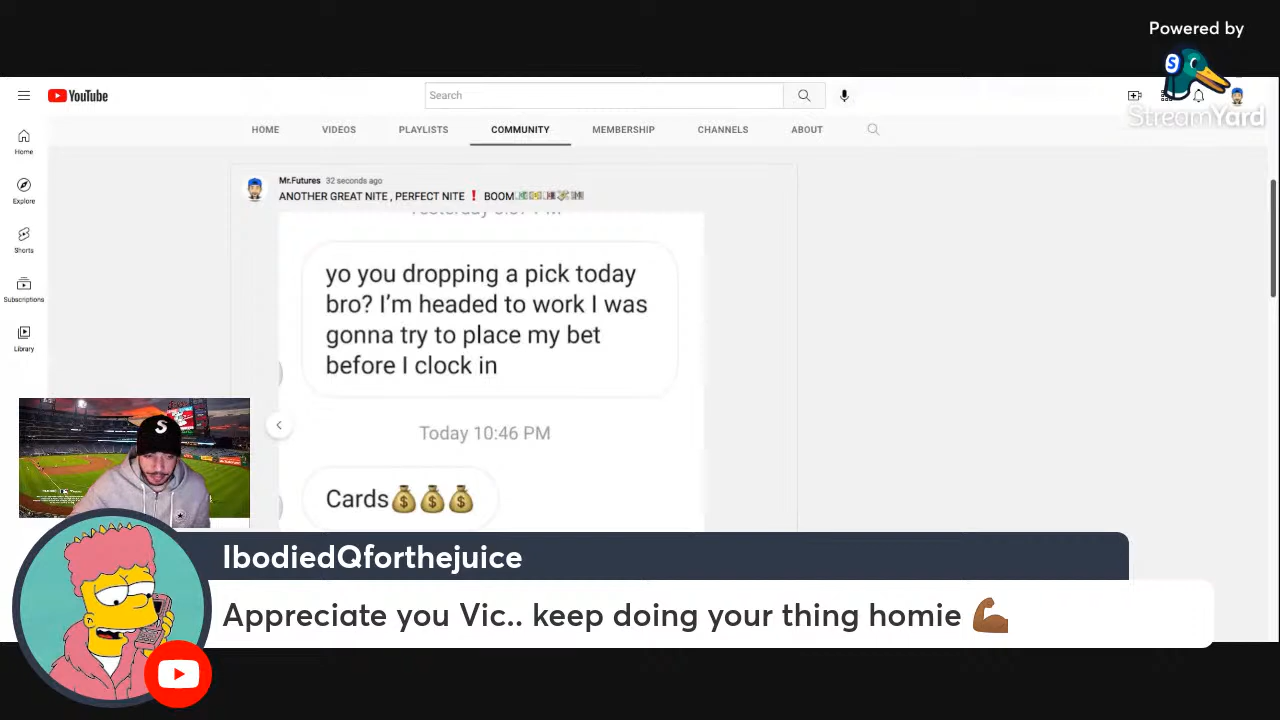 Powered by
StreamYard
YouTube
Search
HOME VIDEOS PLAYLISTS COMMUNITY MEMBERSHIP CHANNELS ABOUT
Home
Explore
Shorts
Subscriptions
Library
Mr.Futures 32 seconds ago
ANOTHER GREAT NITE , PERFECT NITE ❗ BOOM
yo you dropping a pick today
bro? I'm headed to work I was
gonna try to place my bet
before I clock in
Today 10:46 PM
Cards💰💰💰
IbodiedQforthejuice
Appreciate you Vic.. keep doing your thing homie 💪🏾